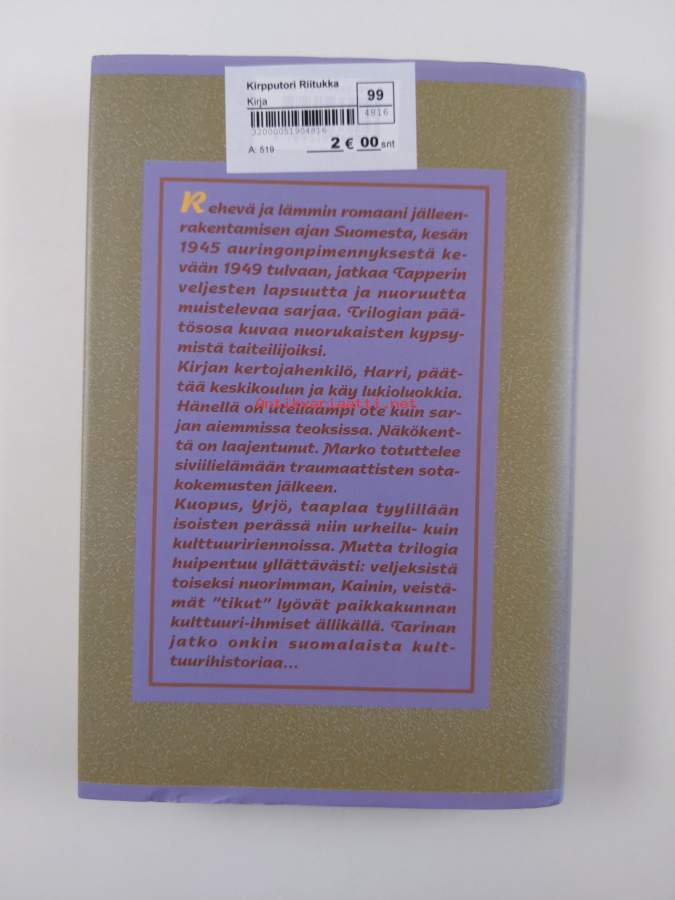 Kirpputori Riitukka
Kirja
99
4816
32000051904816
A: 519
2 € 00 snt
Rehevä ja lämmin romaani jälleen-
rakentamisen ajan Suomesta, kesän
1945 auringonpimennyksestä ke-
vään 1949 tulvaan, jatkaa Tapperin
veljesten lapsuutta ja nuoruutta
muistelevaa sarjaa. Trilogian pää-
tösosa kuvaa nuorukaisten kypsy-
mistä taiteilijoiksi.
Kirjan kertojahenkilö, Harri, päät-
tää keskikoulun ja käy lukioluokkia.
Antikvariaatti.net
Hänellä on uteliaampi ote kuin sar-
jan aiemmissa teoksissa. Näkökent-
tä on laajentunut. Marko totuttelee
siviilielämään traumaattisten sota-
kokemusten jälkeen.
Kuopus, Yrjö, taaplaa tyylillään
isoisten perässä niin urheilu- kuin
kulttuuririennoissa. Mutta trilogia
huipentuu yllättävästi: veljeksistä
toiseksi nuorimman, Kainin, veistä-
mät "tikut" lyövät paikkakunnan
kulttuuri-ihmiset ällikällä. Tarinan
jatko onkin suomalaista kult-
tuurihistoriaa...